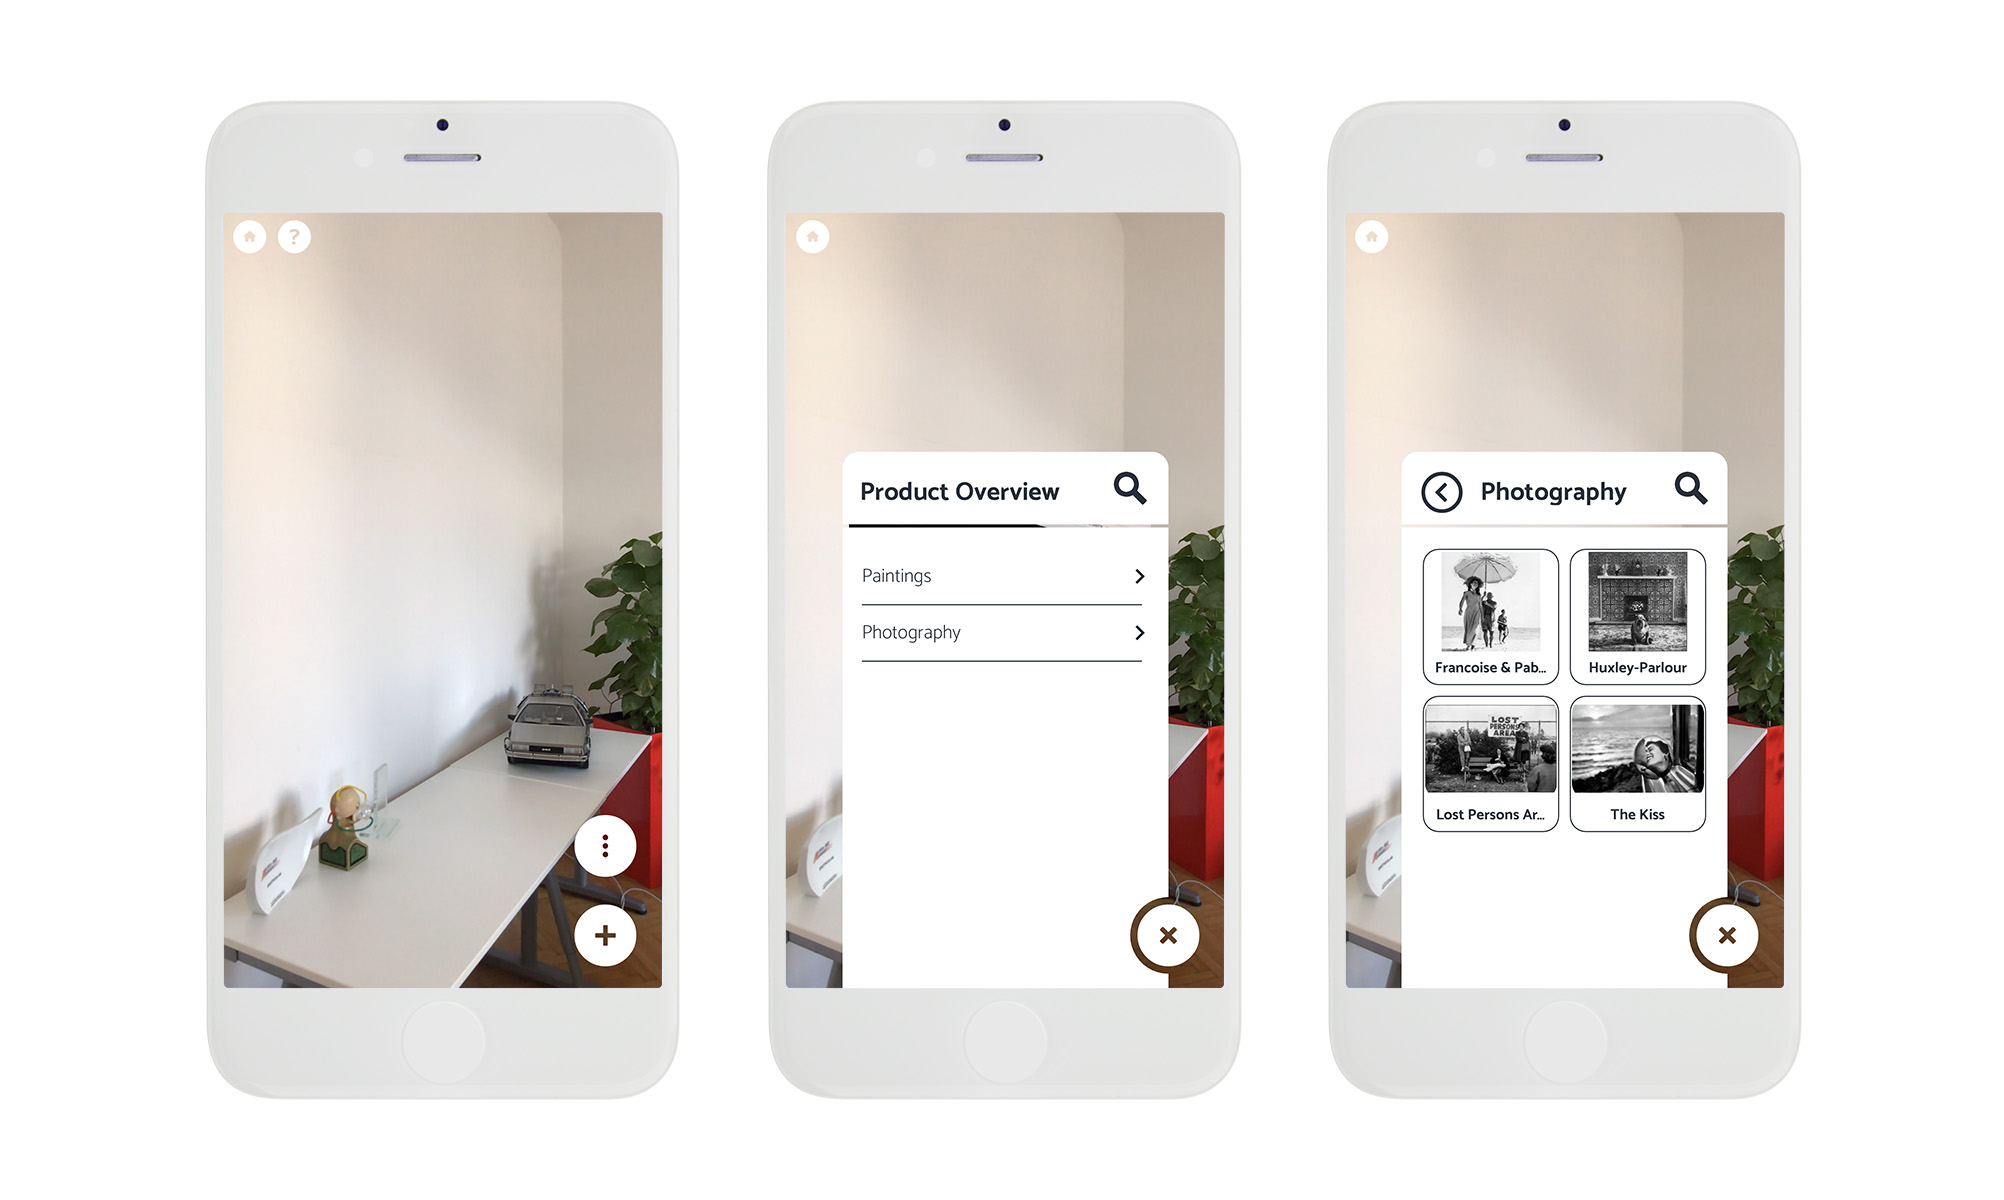 ?
Product Overview
Paintings
Photography
Photography
Francoise & Pab...
Huxley-Parlour
LOST
PERSONS
AREA
Lost Persons Ar...
The Kiss